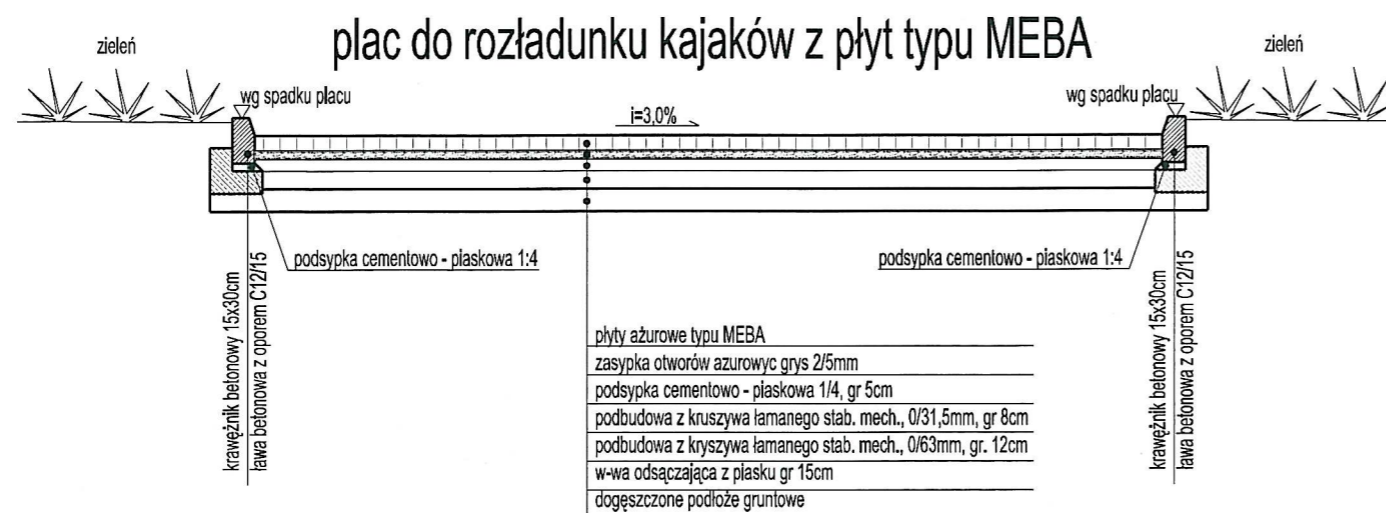 plac do rozładunku kajaków z płyt typu MEBA
zieleń
zieleń
wg spadku placu
wg spadku placu
i=3,0%
podsypka cementowo - piaskowa 1:4
podsypka cementowo - piaskowa 1:4
krawężnik betonowy 15x30cm
ława betonowa z oporem C12/15
krawężnik betonowy 15x30cm
ława betonowa z oporem C12/15
płyty ażurowe typu MEBA
zasypka otworów azurowyc grys 2/5mm
podsypka cementowo - piaskowa 1/4, gr 5cm
podbudowa z kruszywa łamanego stab. mech., 0/31,5mm, gr 8cm
podbudowa z kryszywa łamanego stab. mech., 0/63mm, gr. 12cm
w-wa odsączająca z piasku gr 15cm
dogęszczone podłoże gruntowe